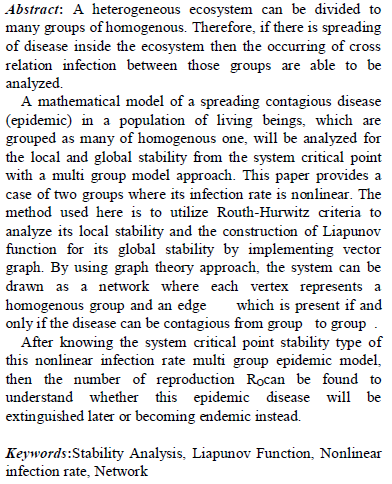 Abstract: A heterogeneous ecosystem can be divided to
many groups of homogenous. Therefore, if there is spreading
of disease inside the ecosystem then the occurring of cross
relation infection between those groups are able to be
analyzed.
A mathematical model of a spreading contagious disease
(epidemic) in a population of living beings, which are
grouped as many of homogenous one, will be analyzed for
the local and global stability from the system critical point
with a multi group model approach. This paper provides a
case of two groups where its infection rate is nonlinear. The
method used here is to utilize Routh-Hurwitz criteria to
analyze its local stability and the construction of Liapunov
function for its global stability by implementing vector
graph. By using graph theory approach, the system can be
drawn as a network where each vertex represents a
homogenous group and an edge which is present if and
only if the disease can be contagious from group to group .
After knowing the system critical point stability type of
this nonlinear infection rate multi group epidemic model,
then the number of reproduction R₀can be found to
understand whether this epidemic disease will be
extinguished later or becoming endemic instead.
Keywords:Stability Analysis, Liapunov Function, Nonlinear
infection rate, Network